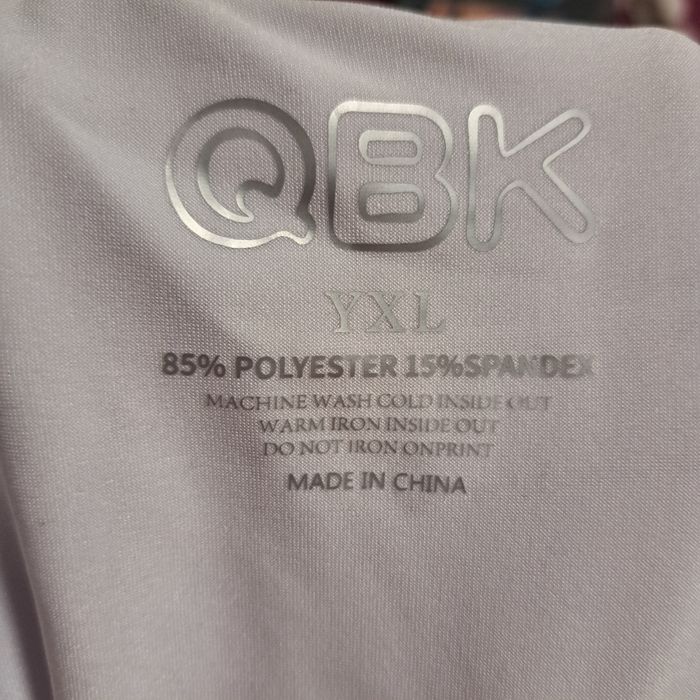 QBK
YXL
85% POLYESTER 15%SPANDEX
MACHINE WASH COLD INSIDE OUT
WARM IRON INSIDE OUT
DO NOT IRON ONPRINT
MADE IN CHINA